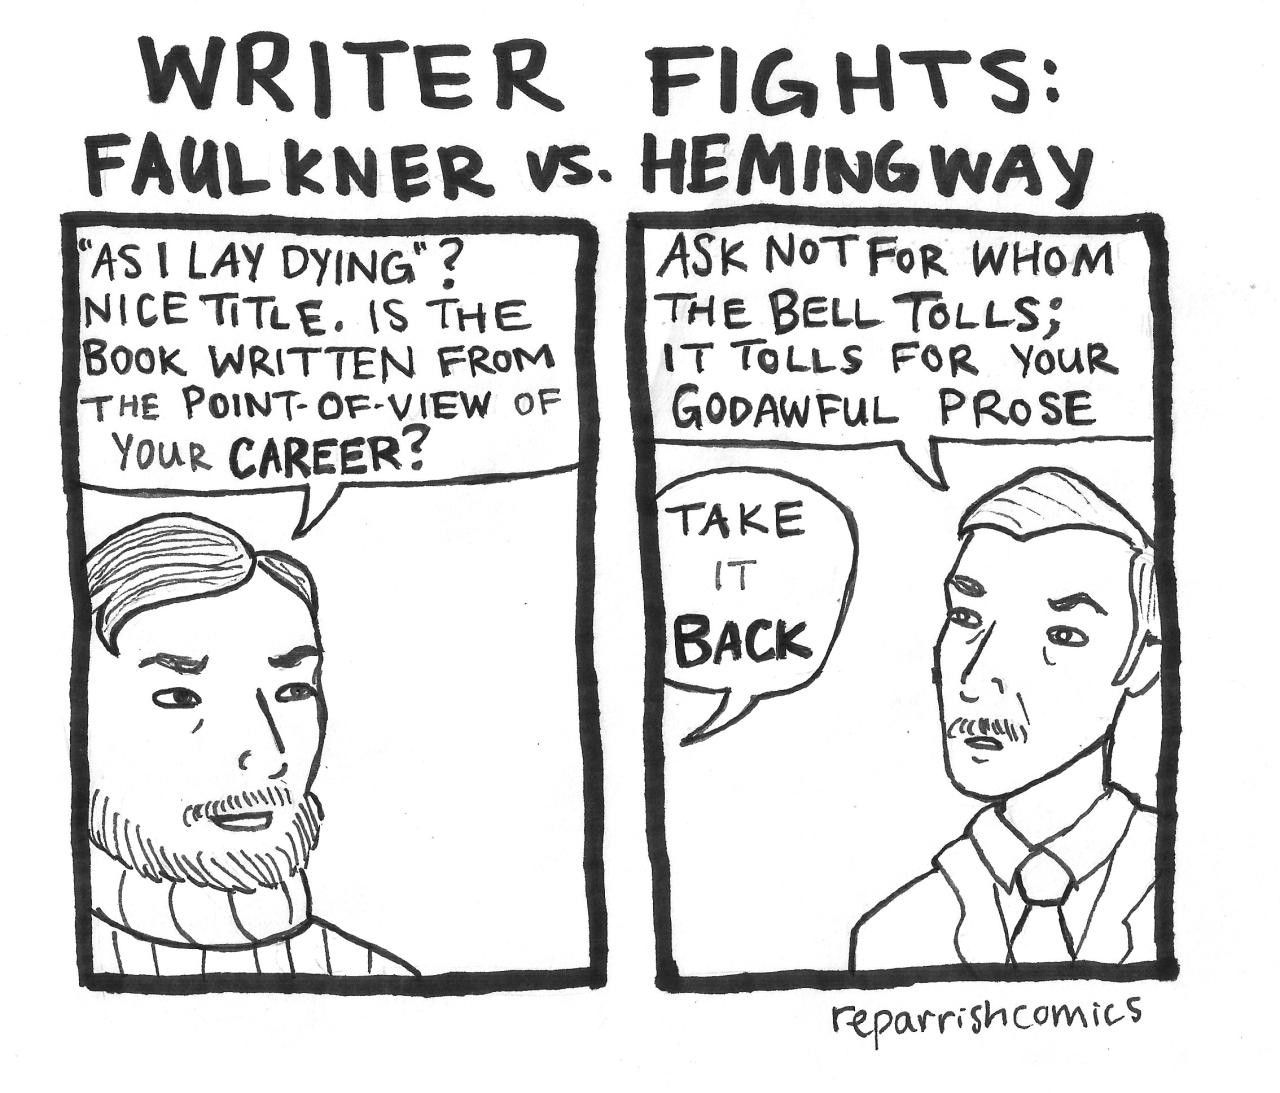 WRITER FIGHTS:
FAULKNER VS. HEMINGWAY
"AS I LAY DYING"?
NICE TITLE. IS THE
BOOK WRITTEN FROM
THE POINT-OF-VIEW OF
YOUR CAREER?
ASK NOT FOR WHOM
THE BELL TOLLS;
IT TOLLS FOR YOUR
GODAWFUL PROSE
TAKE
IT
BACK
reparrishcomics